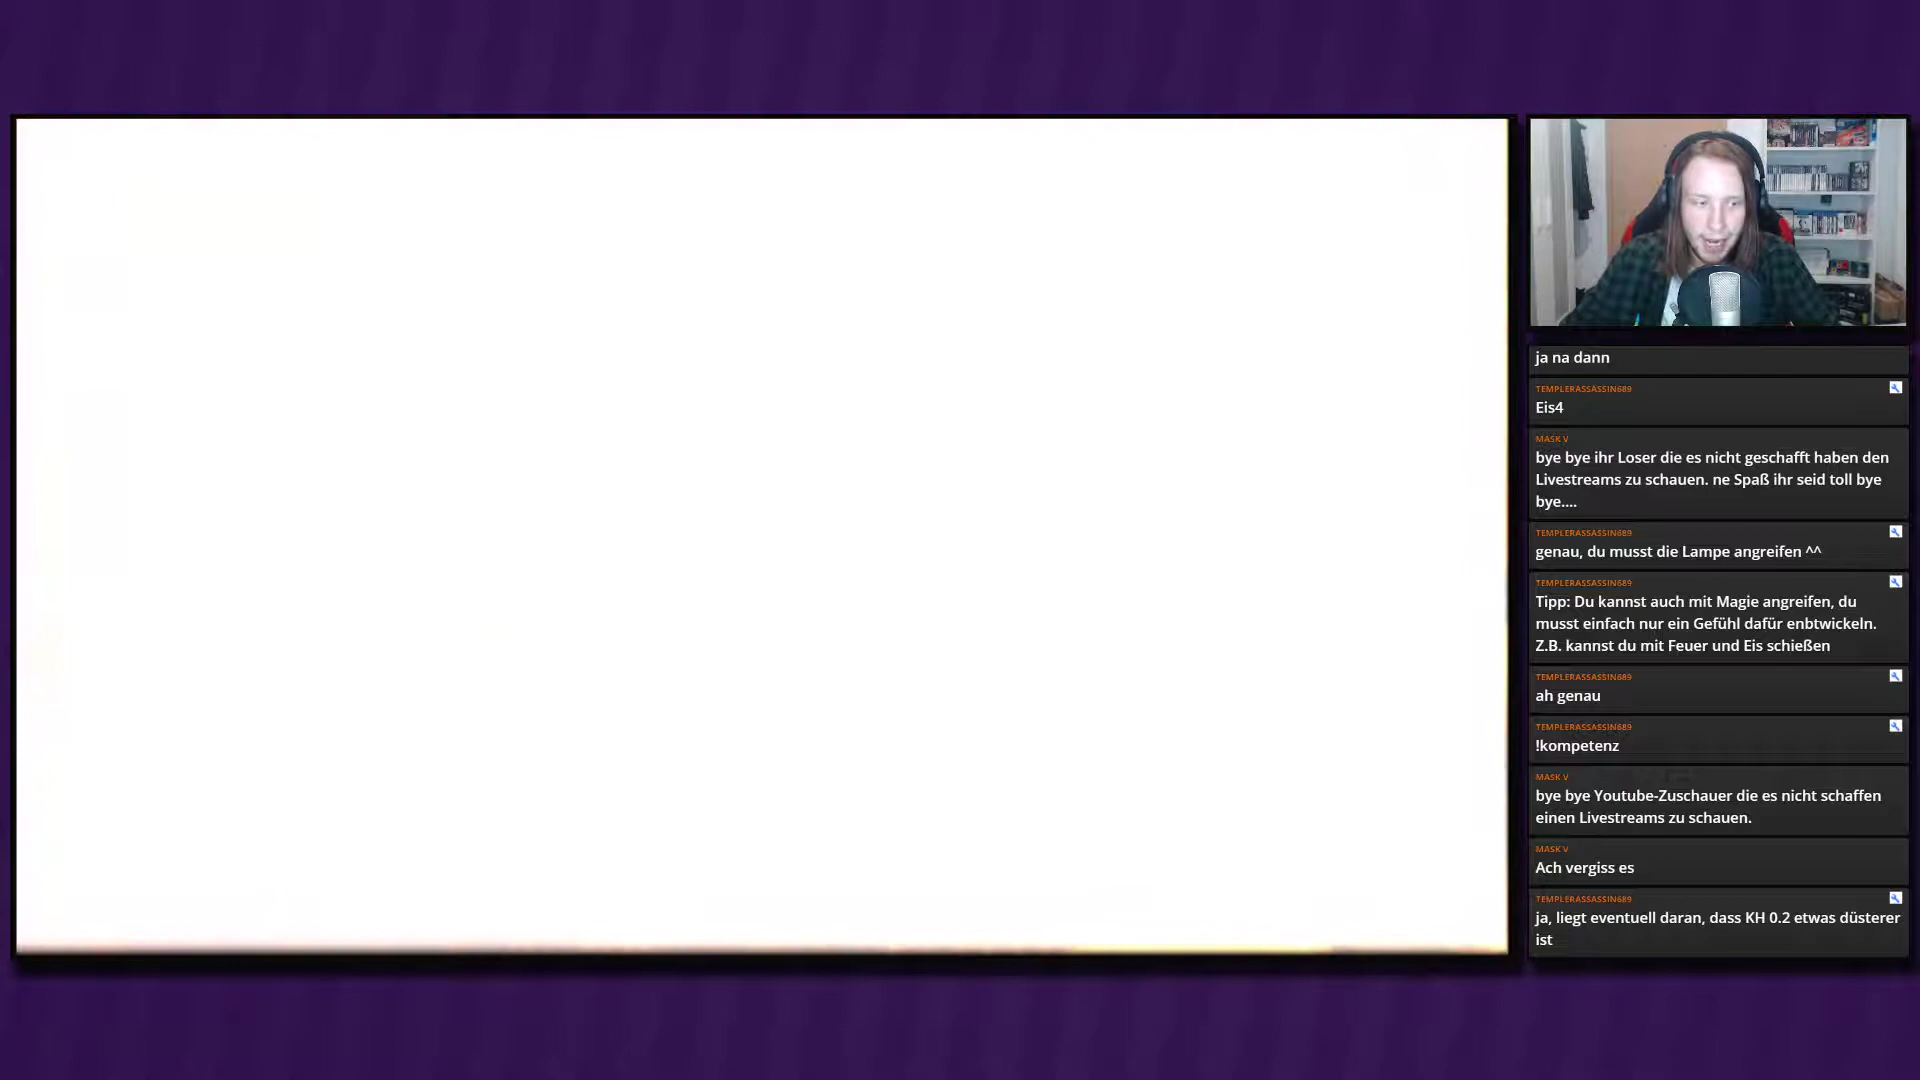 ja na dann
TEMPLERASSASSIN689
Eis4
MASK V
bye bye ihr Loser die es nicht geschafft haben den
Livestreams zu schauen. ne Spaß ihr seid toll bye
bye....
TEMPLERASSASSIN689
genau, du musst die Lampe angreifen ^^
TEMPLERASSASSIN689
Tipp: Du kannst auch mit Magie angreifen, du
musst einfach nur ein Gefühl dafür enbtwickeln.
Z.B. kannst du mit Feuer und Eis schießen
TEMPLERASSASSIN689
ah genau
TEMPLERASSASSIN689
!kompetenz
MASK V
bye bye Youtube-Zuschauer die es nicht schaffen
einen Livestreams zu schauen.
MASK V
Ach vergiss es
TEMPLERASSASSIN689
ja, liegt eventuell daran, dass KH 0.2 etwas düsterer
ist